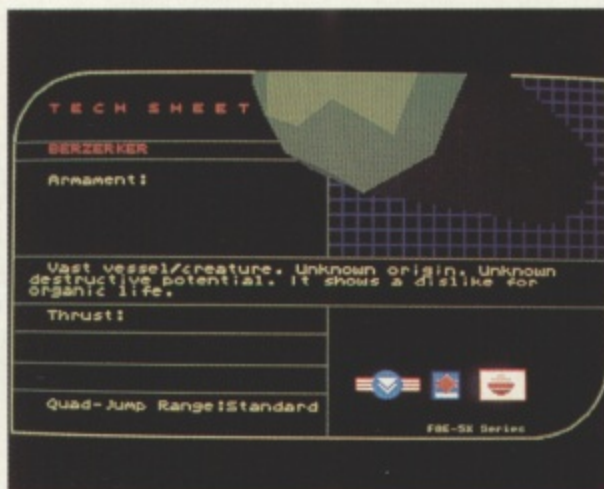 TECH SHEET
BERZERKER
Armament:
Vast vessel/creature. Unknown origin. Unknown
destructive potential. It shows a dislike for
organic life.
Thrust:
Quad-Jump Range:Standard
F8E-5X Series